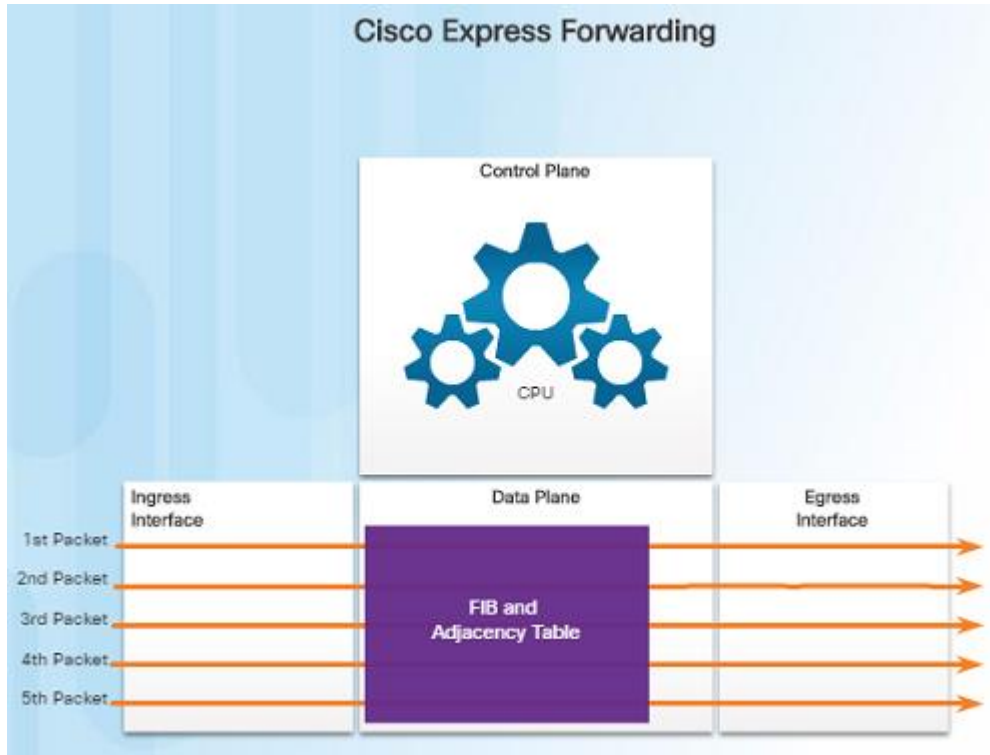 Cisco Express Forwarding
Control Plane
CPU
Ingress
Interface
Data Plane
Egress
Interface
1st Packet
2nd Packet
3rd Packet
4th Packet
5th Packet
FIB and
Adjacency Table